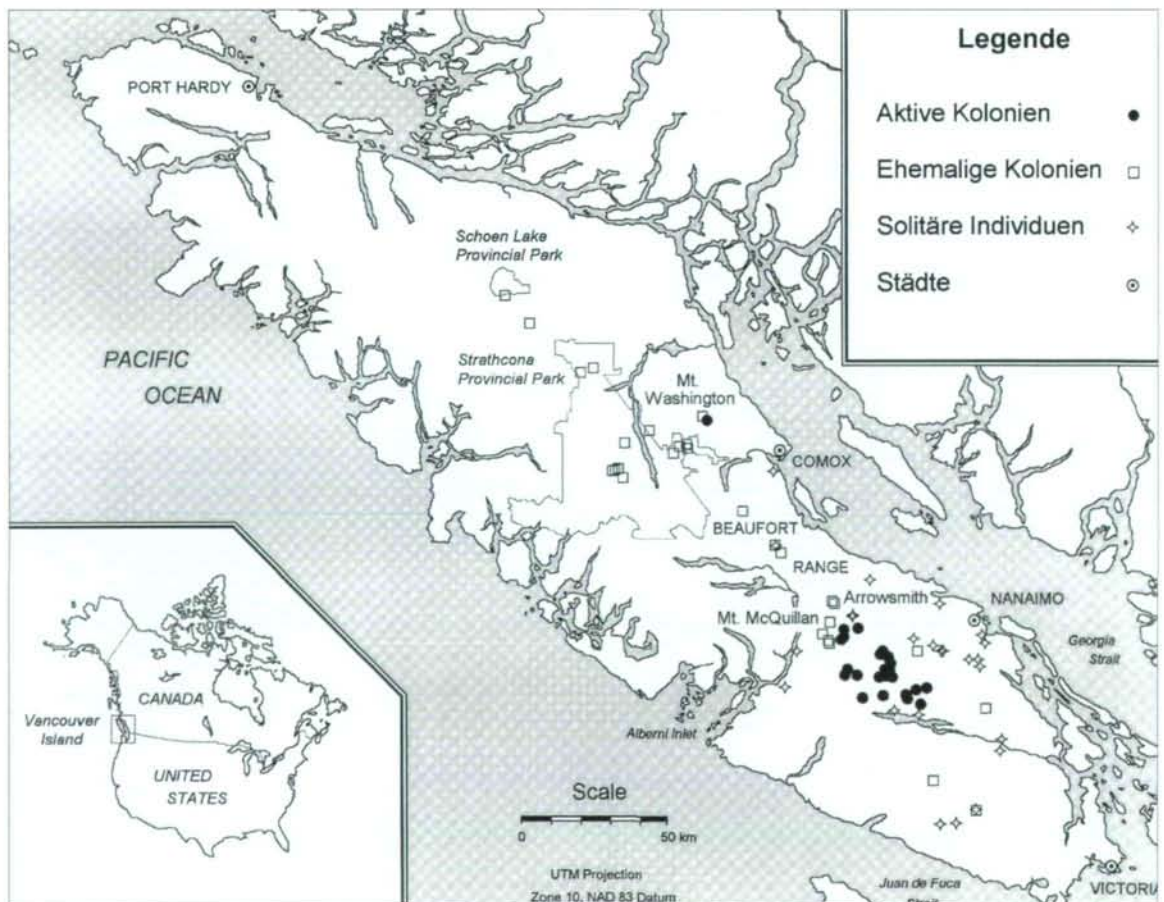 Legende
Aktive Kolonien
Ehemalige Kolonien
Solitäre Individuen
Städte
PORT HARDY
Schoen Lake
Provincial Park
PACIFIC
OCEAN
Strathcona
Provincial Park
Mt.
Washington
COMOX
BEAUFORT
RANGE
Arrowsmith
NANAIMO
Mt. McQuillan
Georgia
Strait
Alberni Inlet
CANADA
Vancouver
Island
UNITED
STATES
Scale
0 50 km
UTM Projection
Zone 10, NAD 83 Datum
Juan de Fuca
VICTORIA